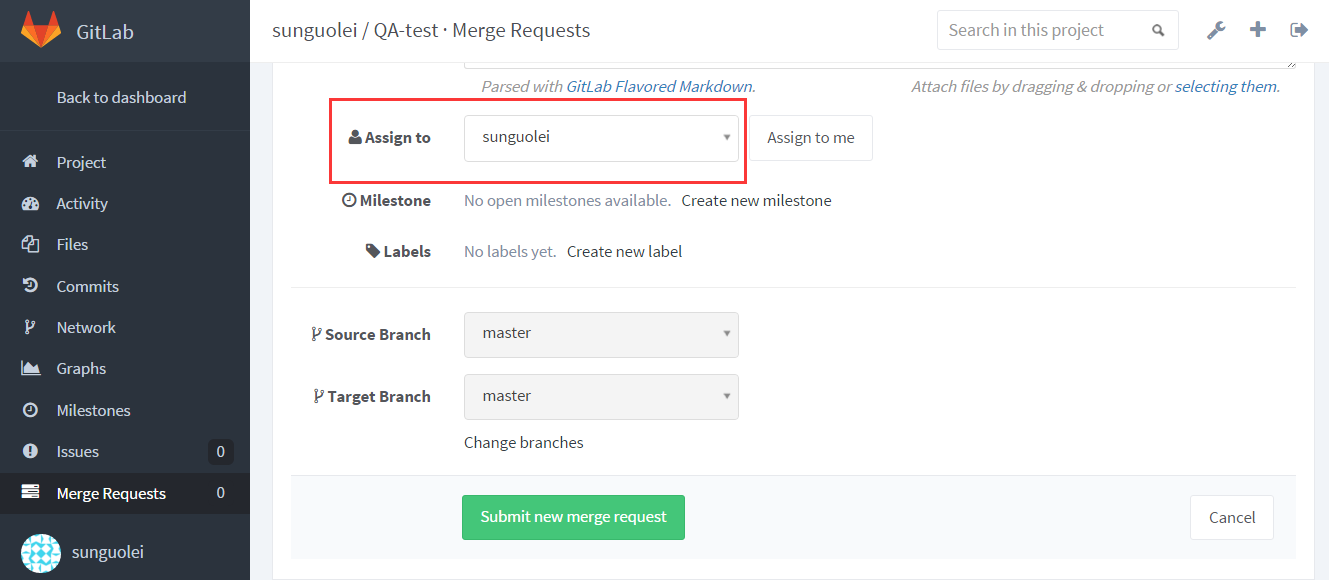 GitLab
sunguolei / QA-test · Merge Requests
Search in this project
Back to dashboard
Project
Activity
Files
Commits
Network
Graphs
Milestones
Issues 0
Merge Requests 0
sunguolei
Parsed with GitLab Flavored Markdown.
Attach files by dragging & dropping or selecting them.
Assign to sunguolei Assign to me
Milestone No open milestones available. Create new milestone
Labels No labels yet. Create new label
Source Branch master
Target Branch master
Change branches
Submit new merge request Cancel